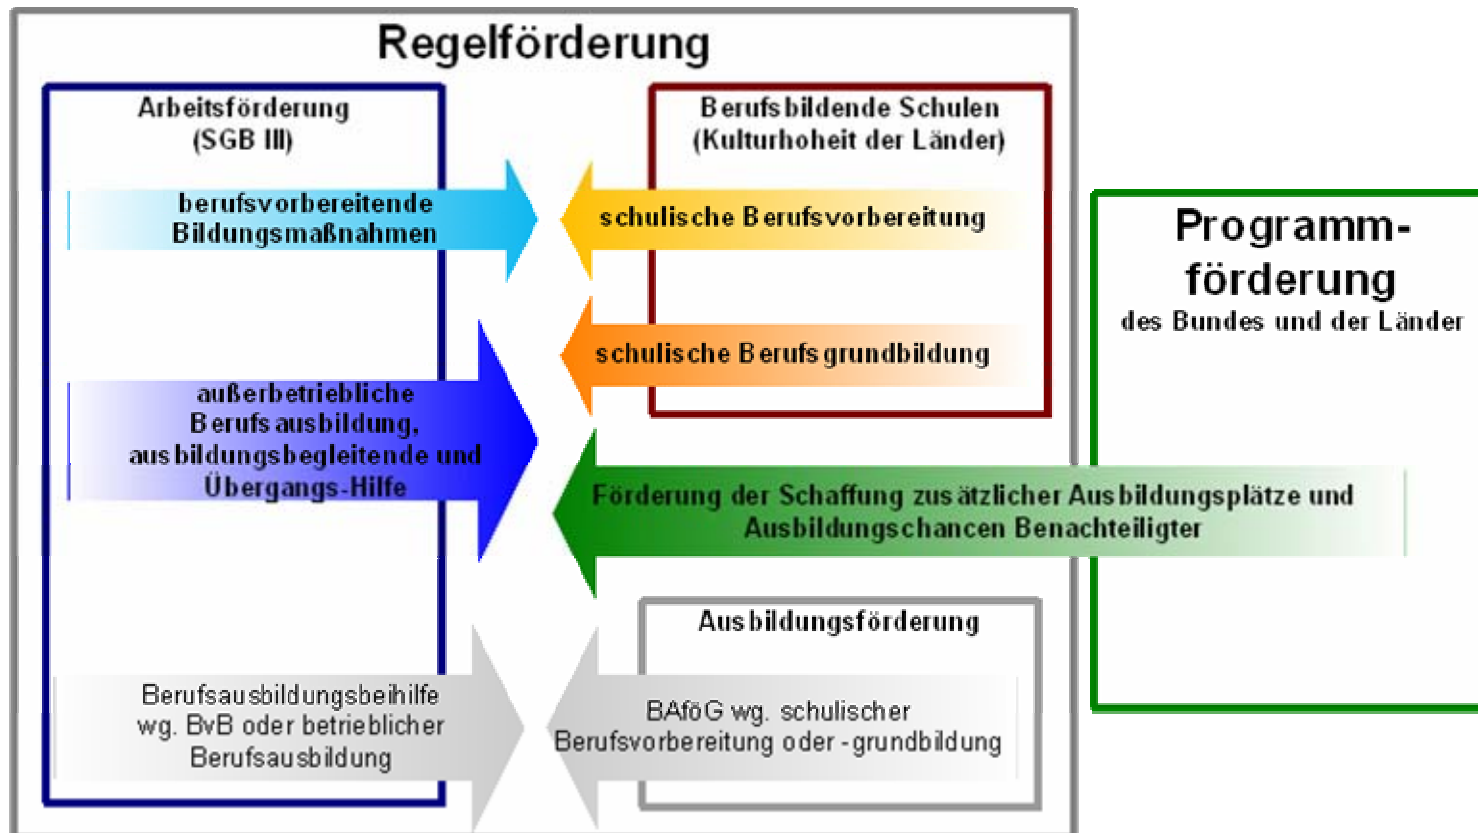 Regelförderung
Arbeitsförderung
(SGB III)
berufsvorbereitende
Bildungsmaßnahmen
außerbetriebliche
Berufsausbildung,
ausbildungsbegleitende und
Übergangs-Hilfe
Berufsausbildungsbeihilfe
wg. BvB oder betrieblicher
Berufsausbildung
Berufsbildende Schulen
(Kulturhoheit der Länder)
schulische Berufsvorbereitung
schulische Berufsgrundbildung
Förderung der Schaffung zusätzlicher Ausbildungsplätze und
Ausbildungschancen Benachteiligter
Ausbildungsförderung
BAföG wg. schulischer
Berufsvorbereitung oder -grundbildung
Programm-
förderung
des Bundes und der Länder